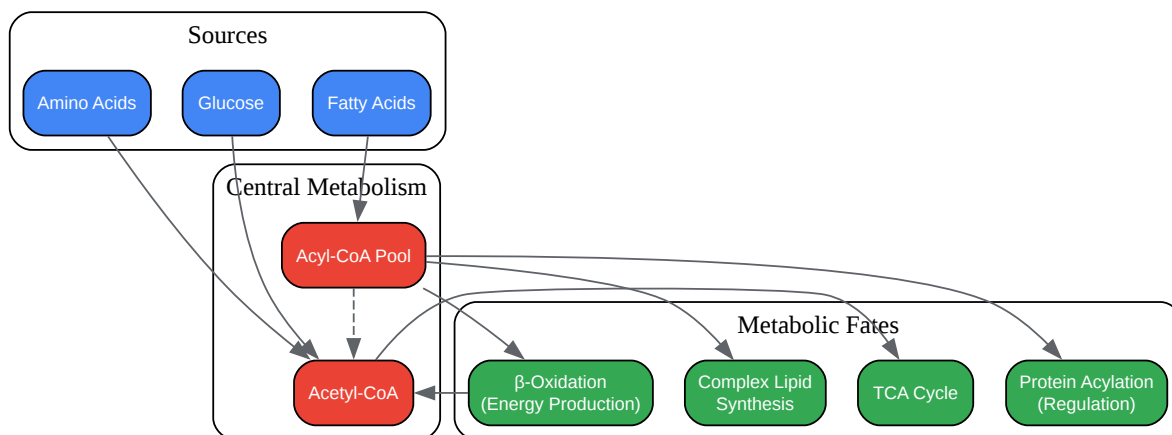 Sources
Amino Acids
Glucose
Fatty Acids
Central Metabolism
Acyl-CoA Pool
Metabolic Fates
Acetyl-CoA
β-Oxidation
(Energy Production)
Complex Lipid
Synthesis
TCA Cycle
Protein Acylation
(Regulation)